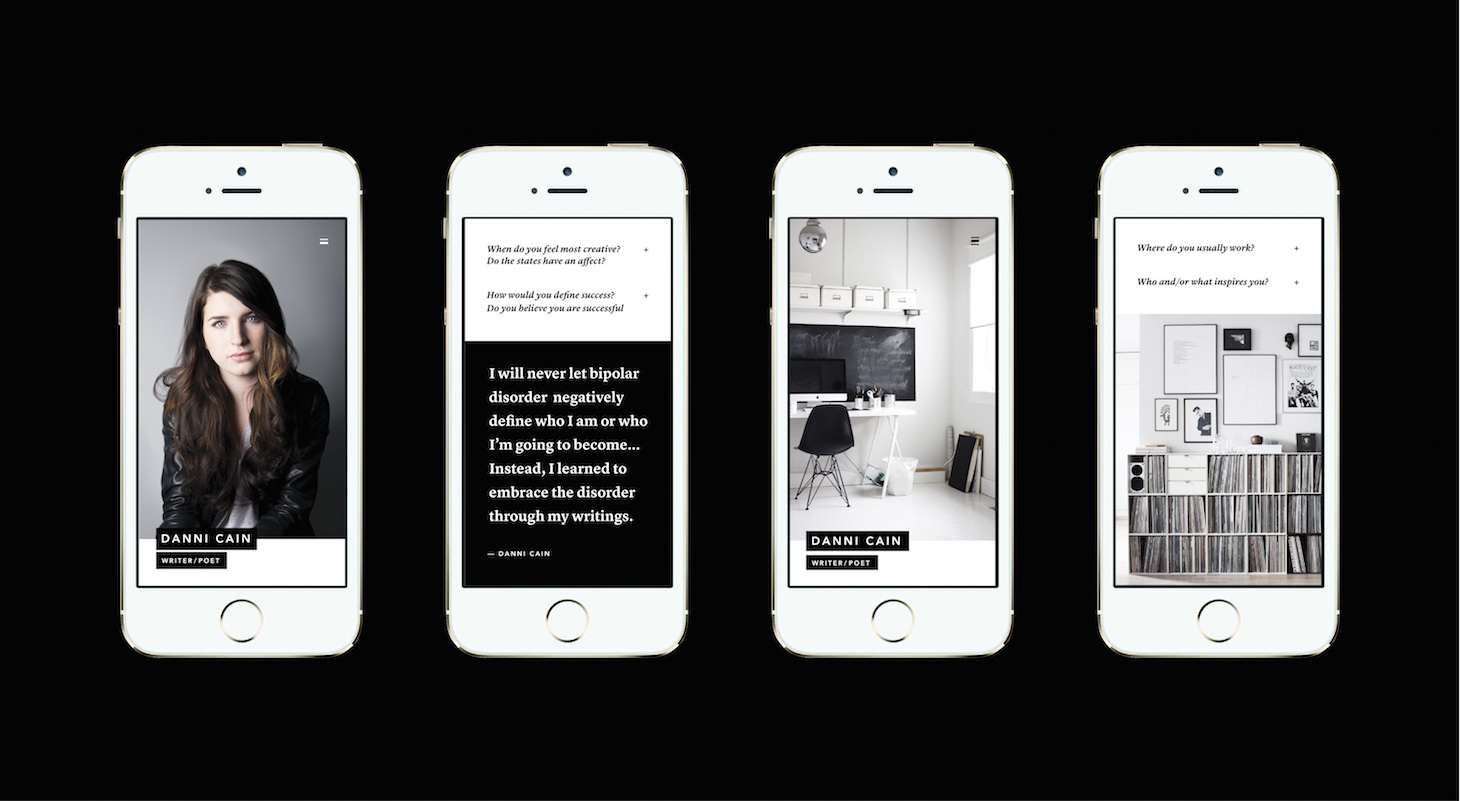 DANNI CAIN
WRITER/POET
When do you feel most creative?
Do the states have an affect?
How would you define success?
Do you believe you are successful
I will never let bipolar
disorder negatively
define who I am or who
I'm going to become...
Instead, I learned to
embrace the disorder
through my writings.
— DANNI CAIN
DANNI CAIN
WRITER/POET
Where do you usually work?
Who and/or what inspires you?